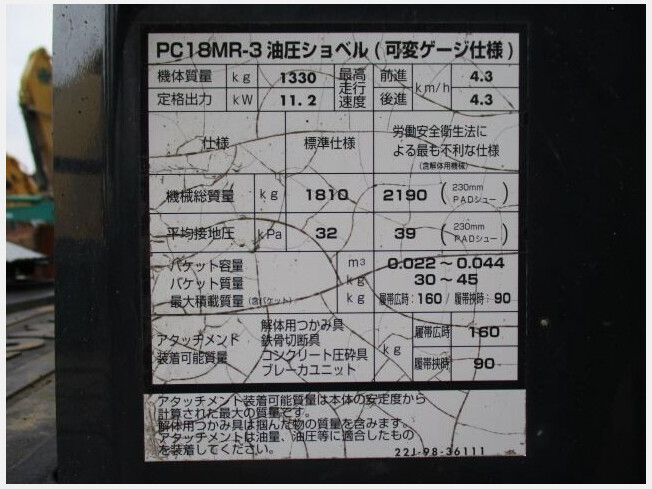 PC18MR-3 油圧ショベル (可変ゲージ仕様)
機体質量 kg 1330 最高走行速度 前進 km/h 4.3
定格出力 kW 11.2 後進 4.3
仕様 標準仕様 労働安全衛生法による最も不利な仕様 (含解体用機械)
機械総質量 kg 1810 2190 (230mm PADシュー)
平均接地圧 kPa 32 39 (230mm PADシュー)
バケット容量 m3 0.022～0.044
バケット質量 kg 30～45
最大積載質量 (含バケット) kg 履帯広時:160/履帯挟時:90
アタッチメント装着可能質量 解体用つかみ具 kg 履帯広時 160
鉄骨切断具
コンクリート圧砕具 履帯挟時 90
ブレーカユニット
アタッチメント装着可能質量は本体の安定度から
計算された最大の質量です。
解体用つかみ具は掴んだ物の質量を含みます。
アタッチメントは油量、油圧等に適合したもの
を装着してください。
22J-98-36111